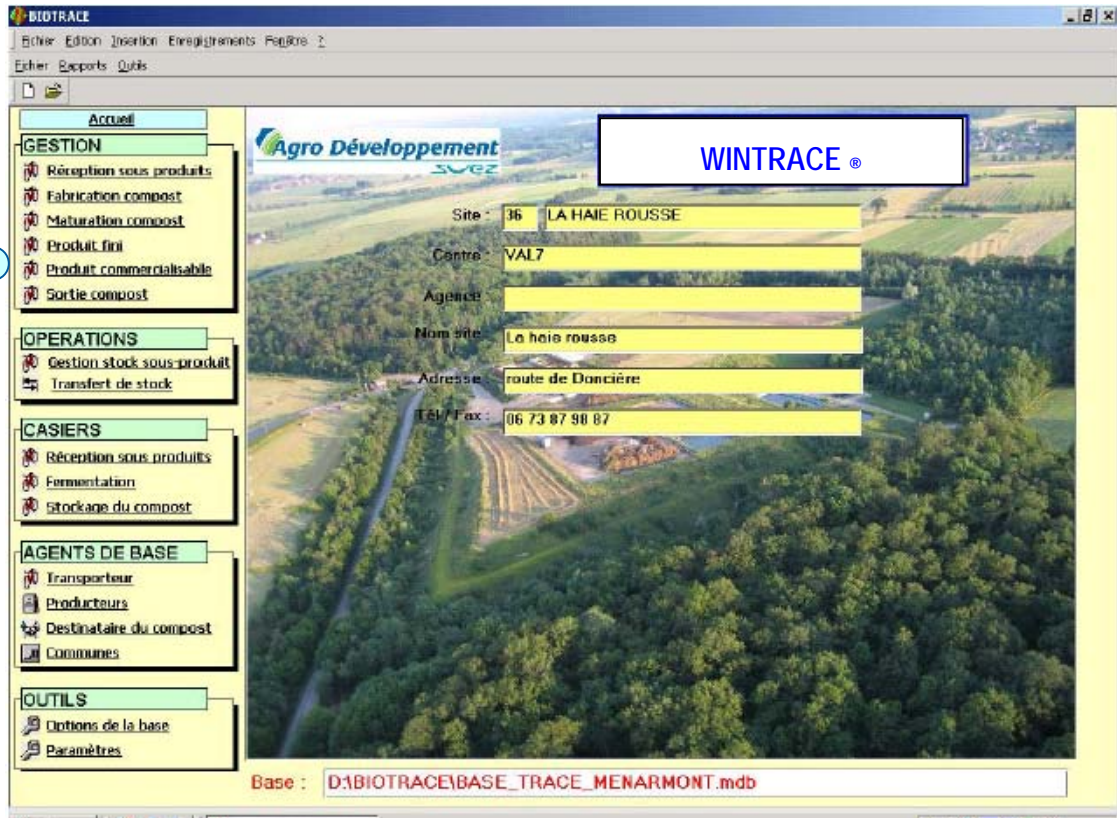 BIOTRACE
Fichier Edition Insertion Enregistrements Fenêtre ?
Fichier Rapports Outils
Accueil
GESTION
Réception sous produits
Fabrication compost
Maturation compost
Produit fini
Produit commercialisable
Sortie compost
OPERATIONS
Gestion stock sous-produit
Transfert de stock
CASIERS
Réception sous produits
Fermentation
Stockage du compost
AGENTS DE BASE
Transporteur
Producteurs
Destinataire du compost
Communes
OUTILS
Options de la base
Paramètres
Agro Développement
SUEZ
WINTRACE ®
Site : 36 LA HAIE ROUSSE
Centre : VAL7
Agence :
Nom site : La haie rousse
Adresse : route de Doncière
Tél / Fax : 06 73 87 98 87
Base : D:\BIOTRACE\BASE_TRACE_MENARMONT.mdb